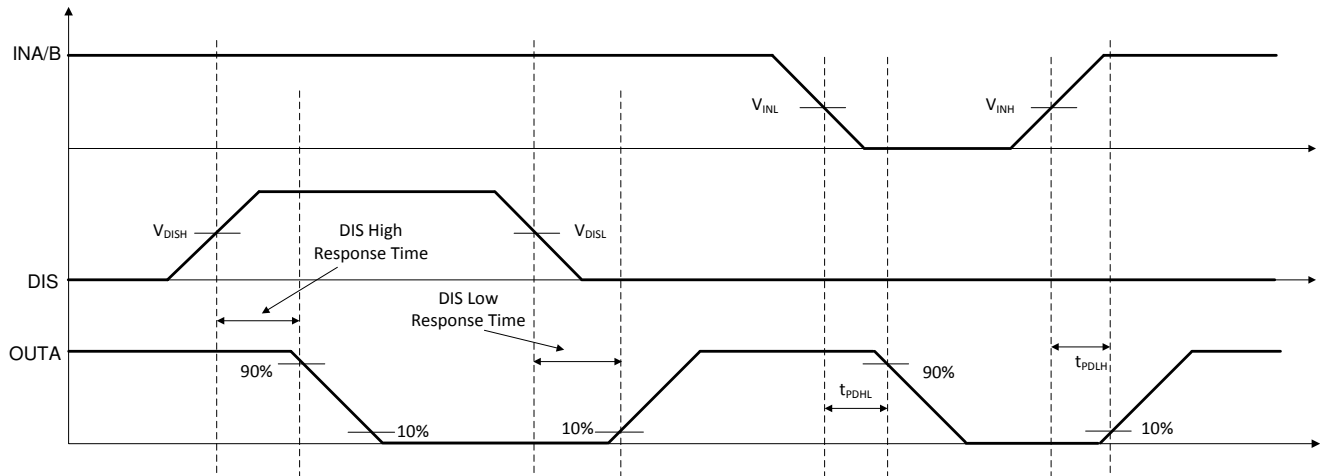 INA/B
V_INL
V_INH
V_DISH
DIS High
Response Time
V_DISL
DIS
DIS Low
Response Time
OUTA
90%
10%
10%
t_PDHL
90%
t_PDLH
10%